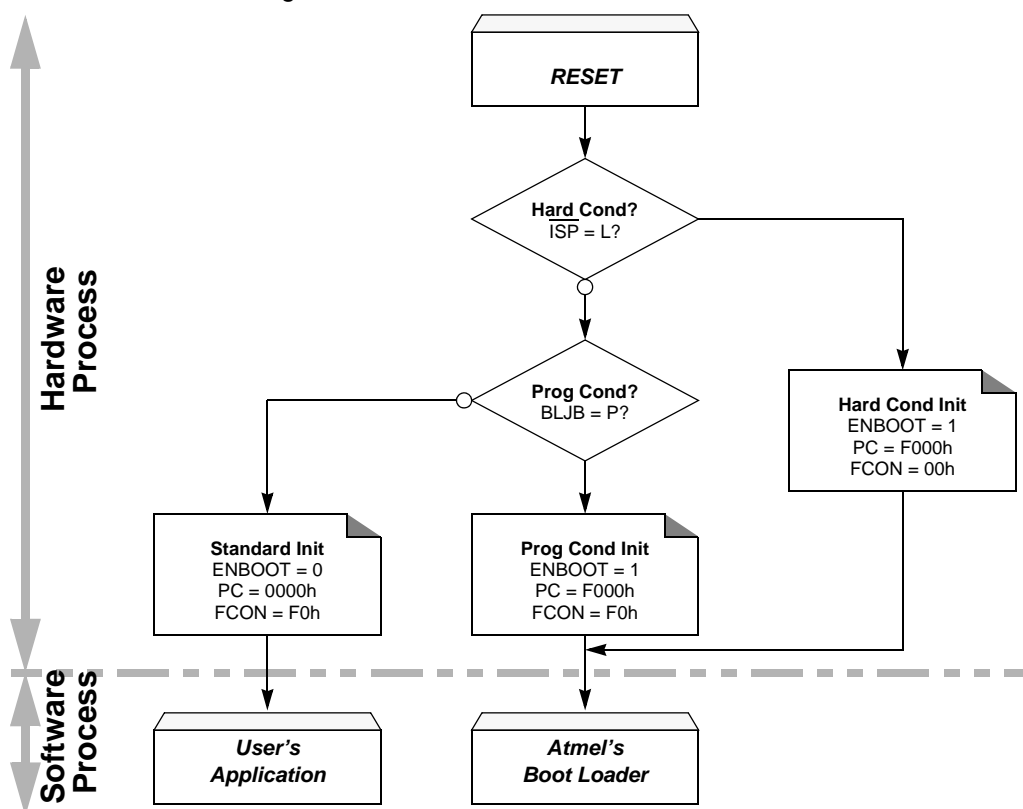 RESET
Hard Cond?
ISP = L?
Prog Cond?
BLJB = P?
Hard Cond Init
ENBOOT = 1
PC = F000h
FCON = 00h
Standard Init
ENBOOT = 0
PC = 0000h
FCON = F0h
Prog Cond Init
ENBOOT = 1
PC = F000h
FCON = F0h
Hardware
Process
Software
Process
User's
Application
Atmel's
Boot Loader